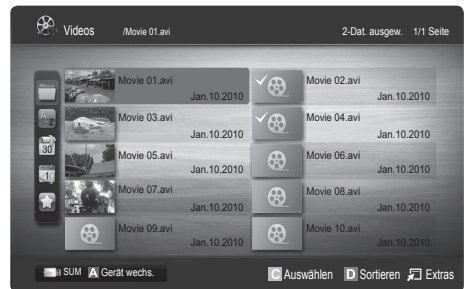 Videos /Movie 01.avi 2-Dat. ausgew. 1/1 Seite
Movie 01.avi Movie 02.avi
Jan.10.2010 Jan.10.2010
Movie 03.avi Movie 04.avi
Jan.10.2010 Jan.10.2010
Movie 05.avi Movie 06.avi
Jan.10.2010 Jan.10.2010
Movie 07.avi Movie 08.avi
Jan.10.2010 Jan.10.2010
Movie 09.avi Movie 10.avi
Jan.10.2010 Jan.10.2010
SUM A Gerät wechs. C Auswählen D Sortieren Extras